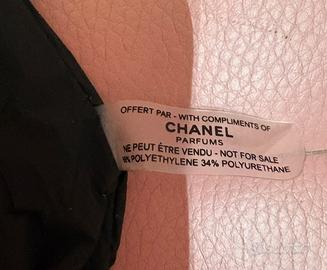 OFFERT PAR - WITH COMPLIMENTS OF
CHANEL
PARFUMS
NE PEUT ÊTRE VENDU - NOT FOR SALE
% POLYETHYLENE 34% POLYURETHANE